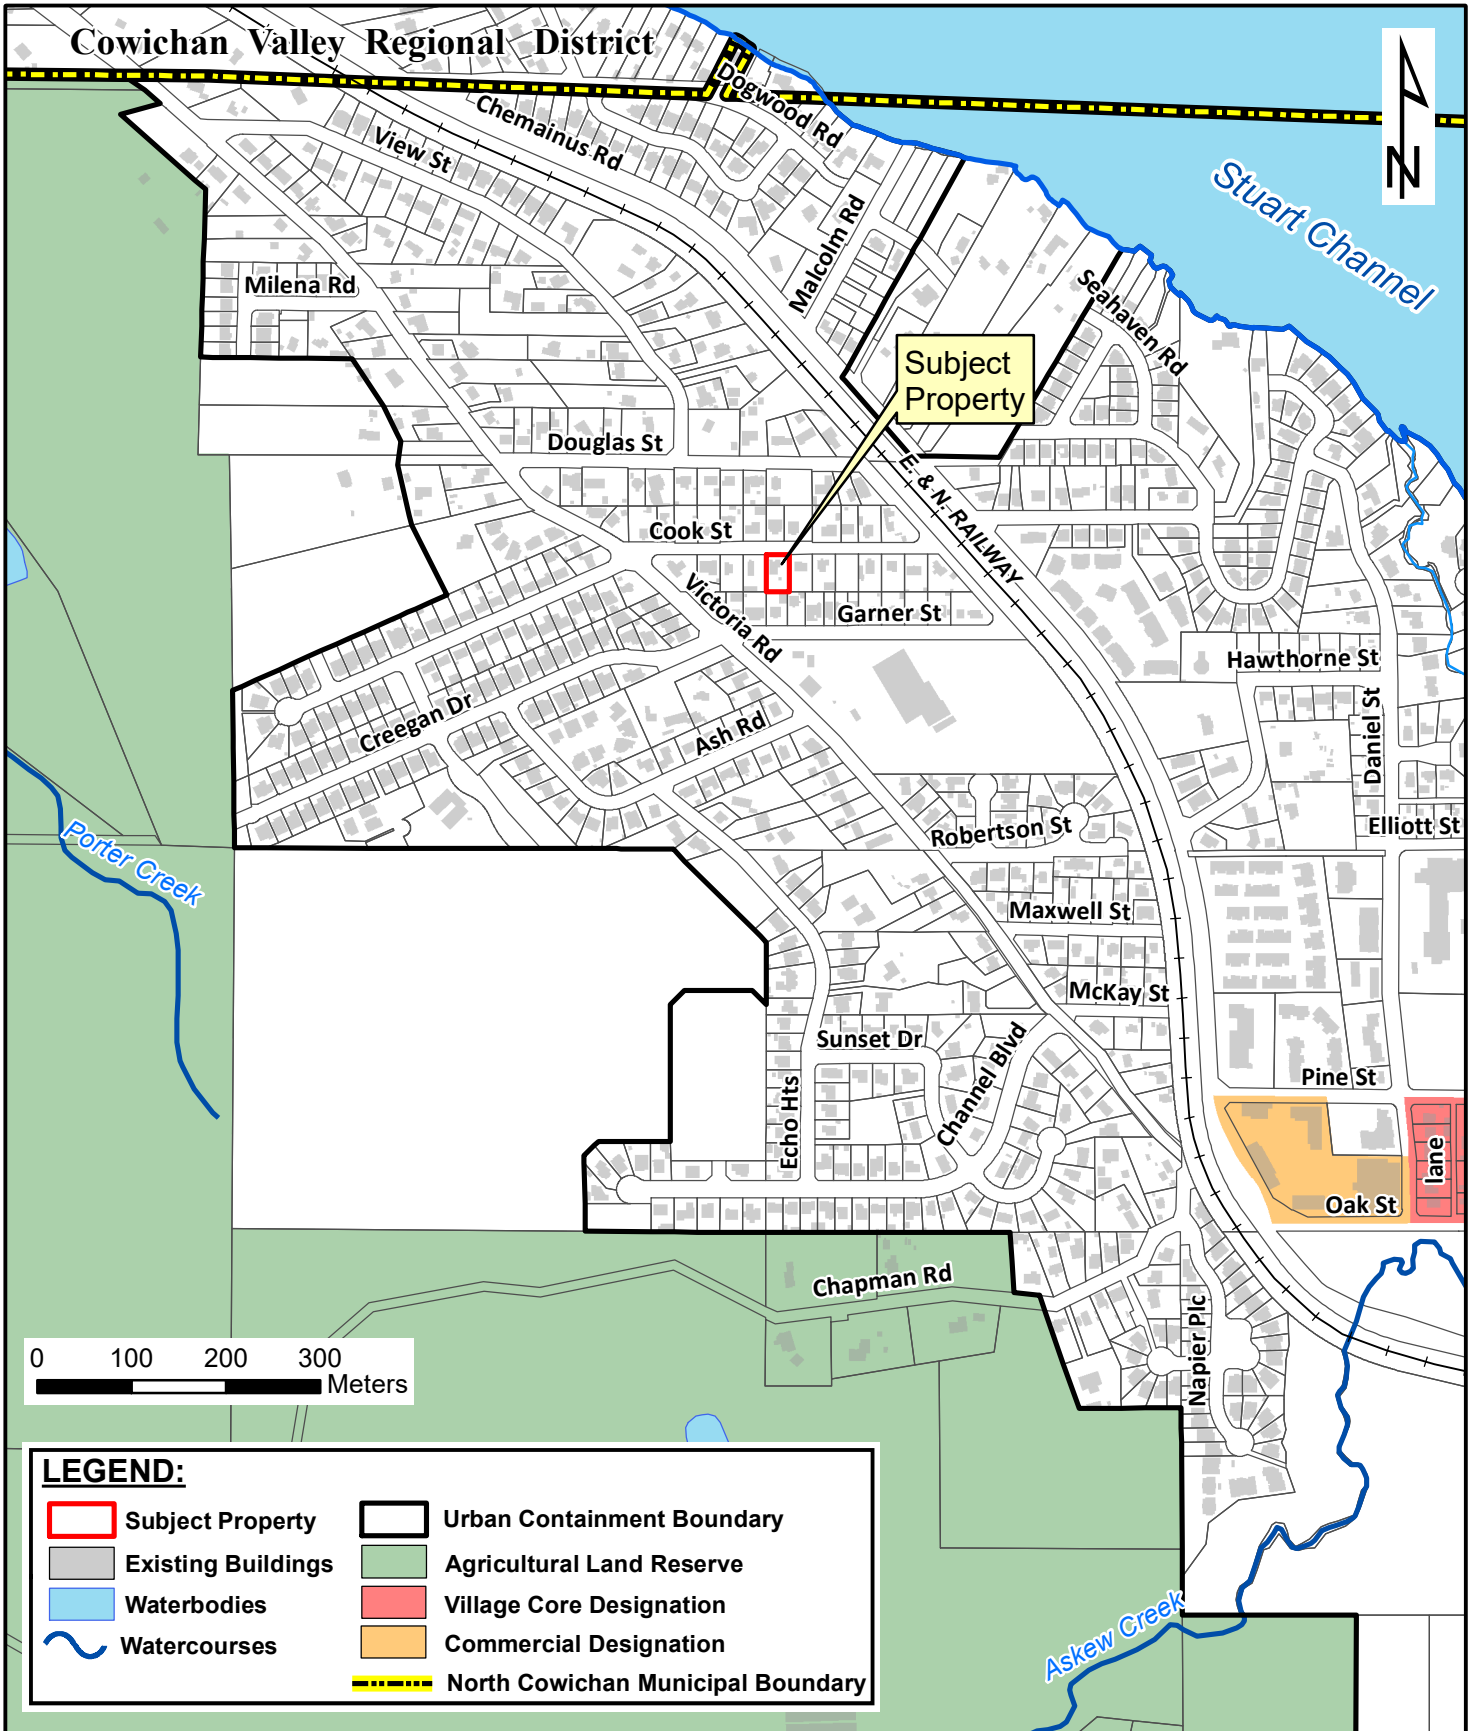 Cowichan Valley Regional District
Dogwood Rd
Chemainus Rd
View St
N
Stuart Channel
Malcolm Rd
Milena Rd
Seahaven Rd
Subject
Property
Douglas St
E. & N. RAILWAY
Cook St
Victoria Rd
Garner St
Hawthorne St
Creegan Dr
Ash Rd
Daniel St
Robertson St
Elliott St
Porter Creek
Maxwell St
McKay St
Sunset Dr
Channel Blvd
Echo Hts
Pine St
lane
Oak St
Chapman Rd
Napier Plc
0 100 200 300
Meters
LEGEND:
Subject Property
Urban Containment Boundary
Existing Buildings
Agricultural Land Reserve
Waterbodies
Village Core Designation
Watercourses
Commercial Designation
North Cowichan Municipal Boundary
Askew Creek